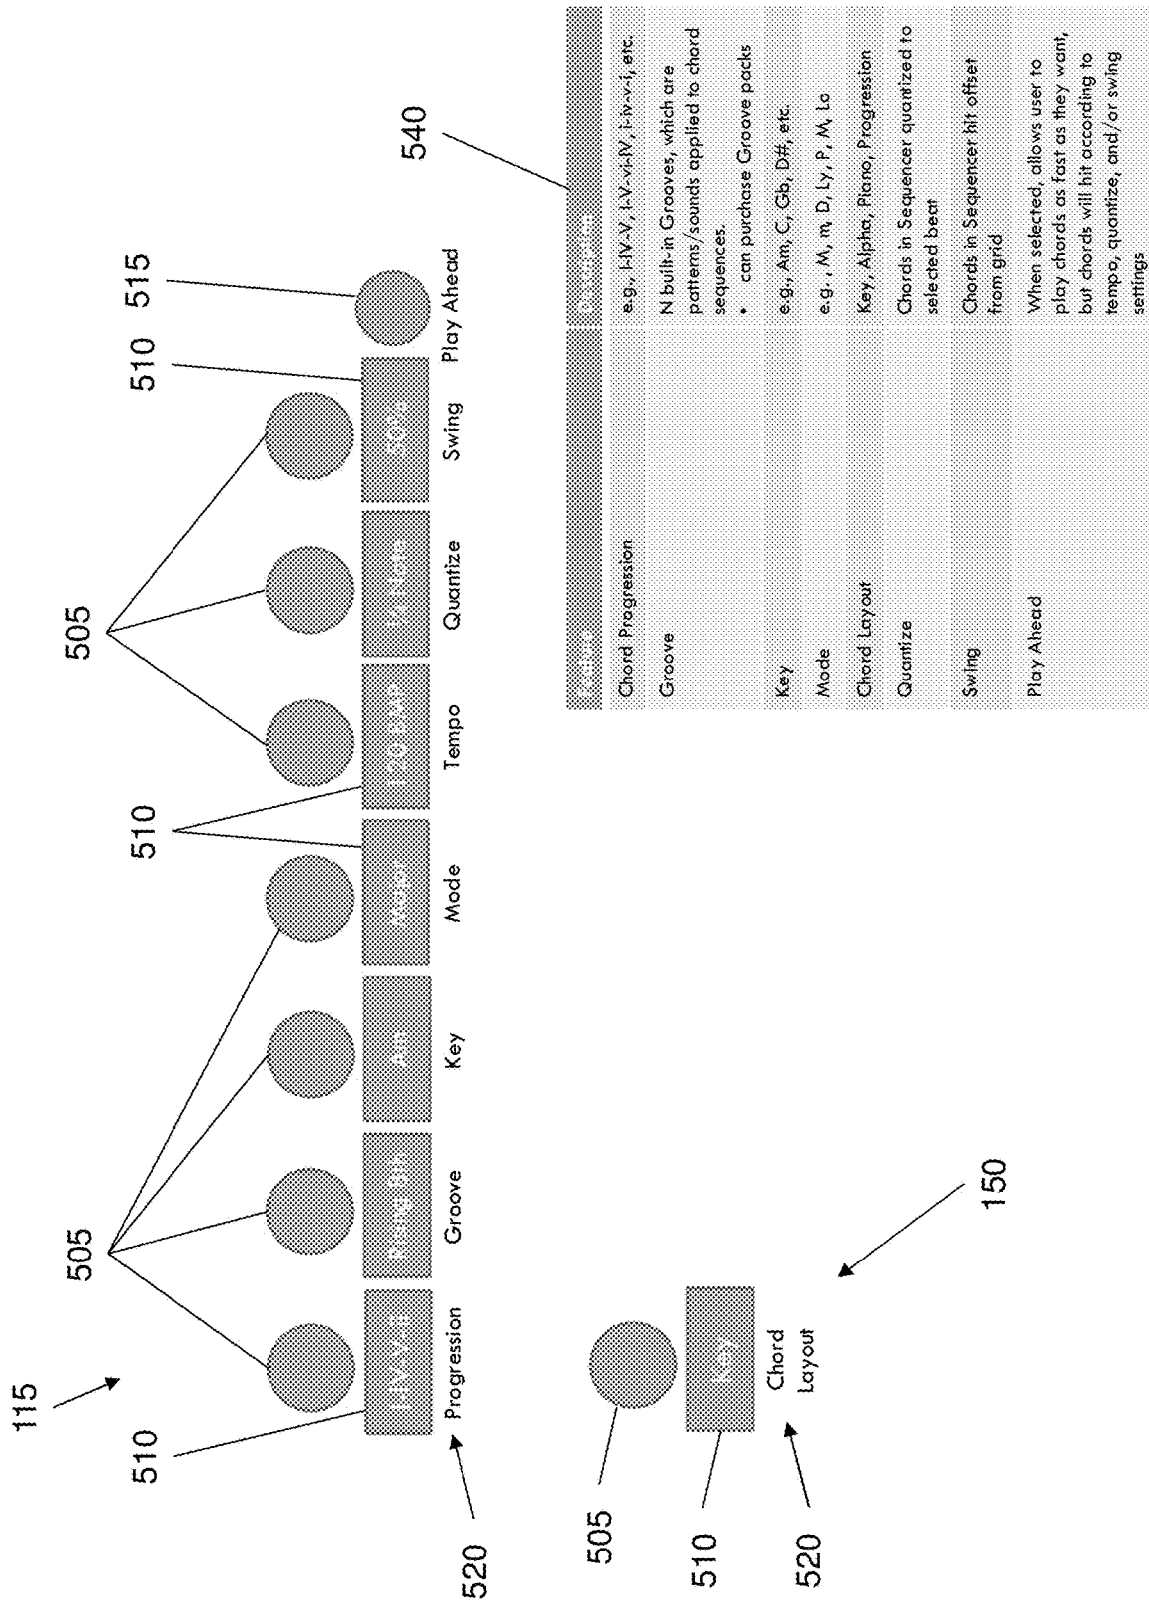 115
505
505
510
510
510
515
Am
120 BPM
Progression
Groove
Key
Mode
Tempo
Quantize
Swing
Play Ahead
520
540
505
510
Key
Chord
Layout
520
150
Chord Progression
e.g., I-IV-V, I-V-vi-IV, i-iv-v-i, etc.
Groove
N built-in Grooves, which are
patterns/sounds applied to chord
sequences.
• can purchase Groove packs
Key
e.g., Am, C, Gb, D#, etc.
Mode
e.g., M, m, D, Ly, P, M, Lo
Chord Layout
Key, Alpha, Piano, Progression
Quantize
Chords in Sequencer quantized to
selected beat
Swing
Chords in Sequencer hit offset
from grid
Play Ahead
When selected, allows user to
play chords as fast as they want,
but chords will hit according to
tempo, quantize, and/or swing
settings